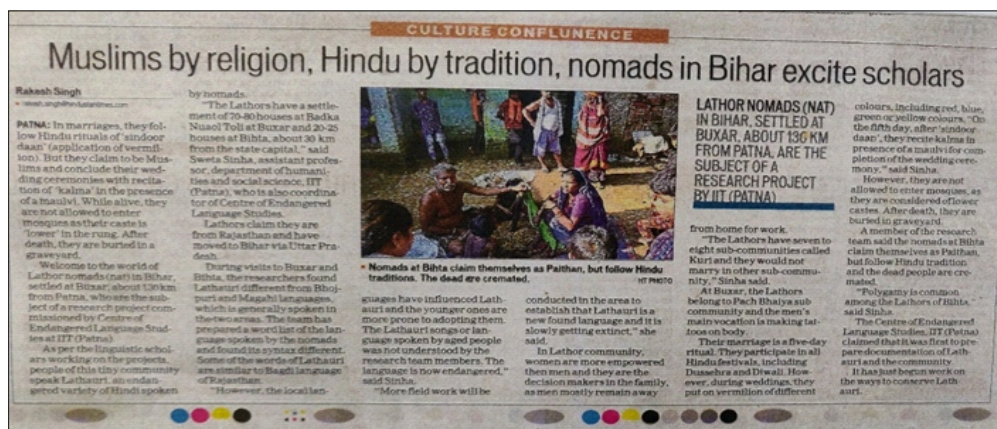 CULTURE CONFLUNENCE
Muslims by religion, Hindu by tradition, nomads in Bihar excite scholars
Rakesh Singh
rakesh.singh@hindustantimes.com
PATNA: In marriages, they fol-
low Hindu rituals of 'sindoor
daan' (application of vermil-
ion). But they claim to be Mus-
lims and conclude their wed-
ding ceremonies with recita-
tion of 'kalma' in the presence
of a maulvi. While alive, they
are not allowed to enter
mosques as their caste is
'lower' in the rung. After
death, they are buried in a
graveyard.
Welcome to the world of
Lathor nomads (nat) in Bihar,
settled at Buxar, about 130 km
from Patna, who are the sub-
ject of a research project com-
missioned by Centre of
Endangered Language Stud-
ies at IIT (Patna).
As per the linguistic schol-
ars working on the projects,
people of this tiny community
speak Lathauri, an endan-
gered variety of Hindi spoken
by nomads.
"The Lathors have a settle-
ment of 70-80 houses at Badka
Nuaol Toli at Buxar and 20-25
houses at Bihta, about 30 km
from the state capital," said
Sweta Sinha, assistant profes-
sor, department of humani-
ties and social science, IIT
(Patna), who is also coordina-
tor of Centre of Endangered
Language Studies.
Lathors claim they are
from Rajasthan and have
moved to Bihar via Uttar Pra-
desh.
During visits to Buxar and
Bihta, the researchers found
Lathauri different from Bhoj-
puri and Magahi languages,
which is generally spoken in
the two areas. The team has
prepared a word list of the lan-
guage spoken by the nomads
and found its syntax different.
Some of the words of Lathauri
are similar to Bagdi language
of Rajasthan.
"However, the local lan-
Nomads at Bihta claim themselves as Paithan, but follow Hindu
traditions. The dead are cremated.
HT PHOTO
guages have influenced Lath-
auri and the younger ones are
more prone to adopting them.
The Lathauri songs or lan-
guage spoken by aged people
was not understood by the
research team members. The
language is now endangered,"
said Sinha.
"More field work will be
conducted in the area to
establish that Lathauri is a
new found language and it is
slowly getting extinct," she
said.
In Lathor community,
women are more empowered
then men and they are the
decision makers in the family,
as men mostly remain away
LATHOR NOMADS (NAT)
IN BIHAR, SETTLED AT
BUXAR, ABOUT 130 KM
FROM PATNA, ARE THE
SUBJECT OF A
RESEARCH PROJECT
BY IIT (PATNA)
from home for work.
"The Lathors have seven to
eight sub-communities called
Kuri and they would not
marry in other sub-commu-
nity," Sinha said.
At Buxar, the Lathors
belong to Pach Bhaiya sub
community and the men's
main vocation is making tat-
toos on body.
Their marriage is a five-day
ritual. They participate in all
Hindu festivals, including
Dussehra and Diwali. How-
ever, during weddings, they
put on vermilion of different
colours, including red, blue,
green or yellow colours. "On
the fifth day, after 'sindoor
daan', they recite kalma in
presence of a maulvi for com-
pletion of the wedding cere-
mony," said Sinha.
However, they are not
allowed to enter mosques, as
they are considered of lower
castes. After death, they are
buried in graveyard.
A member of the research
team said the nomads at Bihta
claim themselves as Paithan,
but follow Hindu tradition
and the dead people are cre-
mated.
"Polygamy is common
among the Lathors of Bihta,"
said Sinha.
The Centre of Endangered
Language Studies, IIT (Patna)
claimed that it was first to pre-
pare documentation of Lath-
auri and the community.
It has just begun work on
the ways to conserve Lath-
auri.